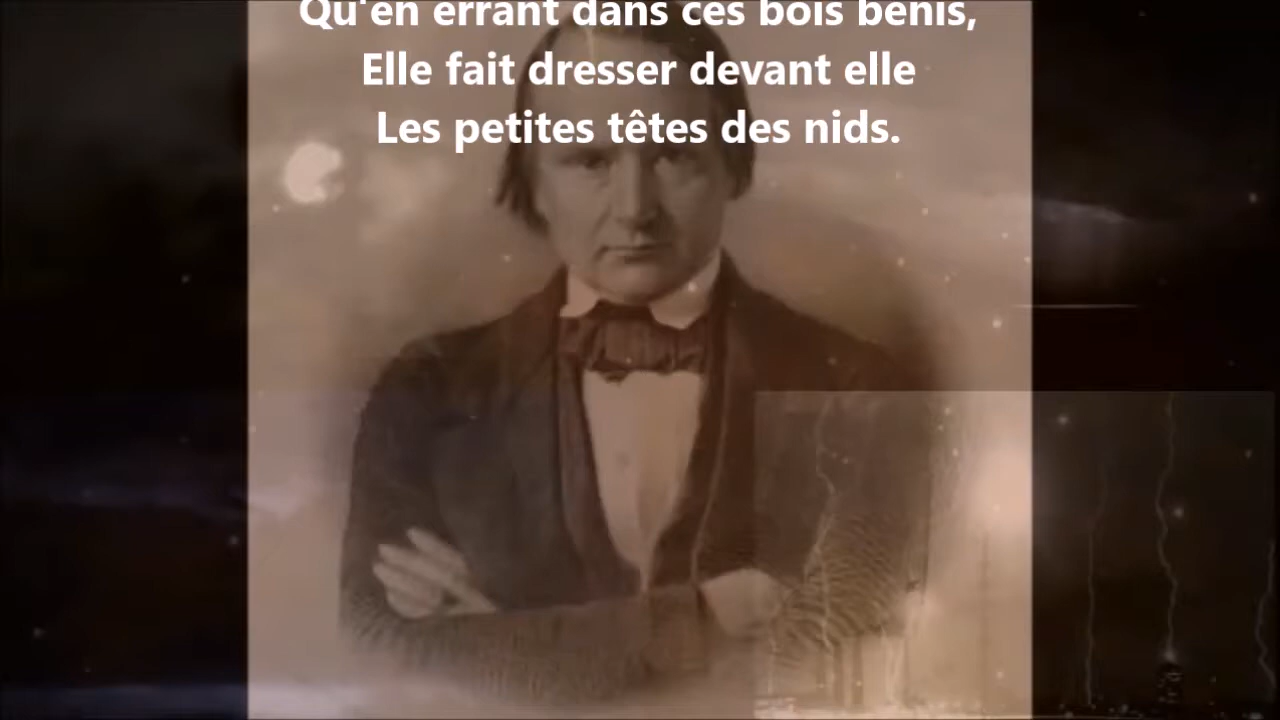 Qu'en errant dans ces bois bénis,
Elle fait dresser devant elle
Les petites têtes des nids.